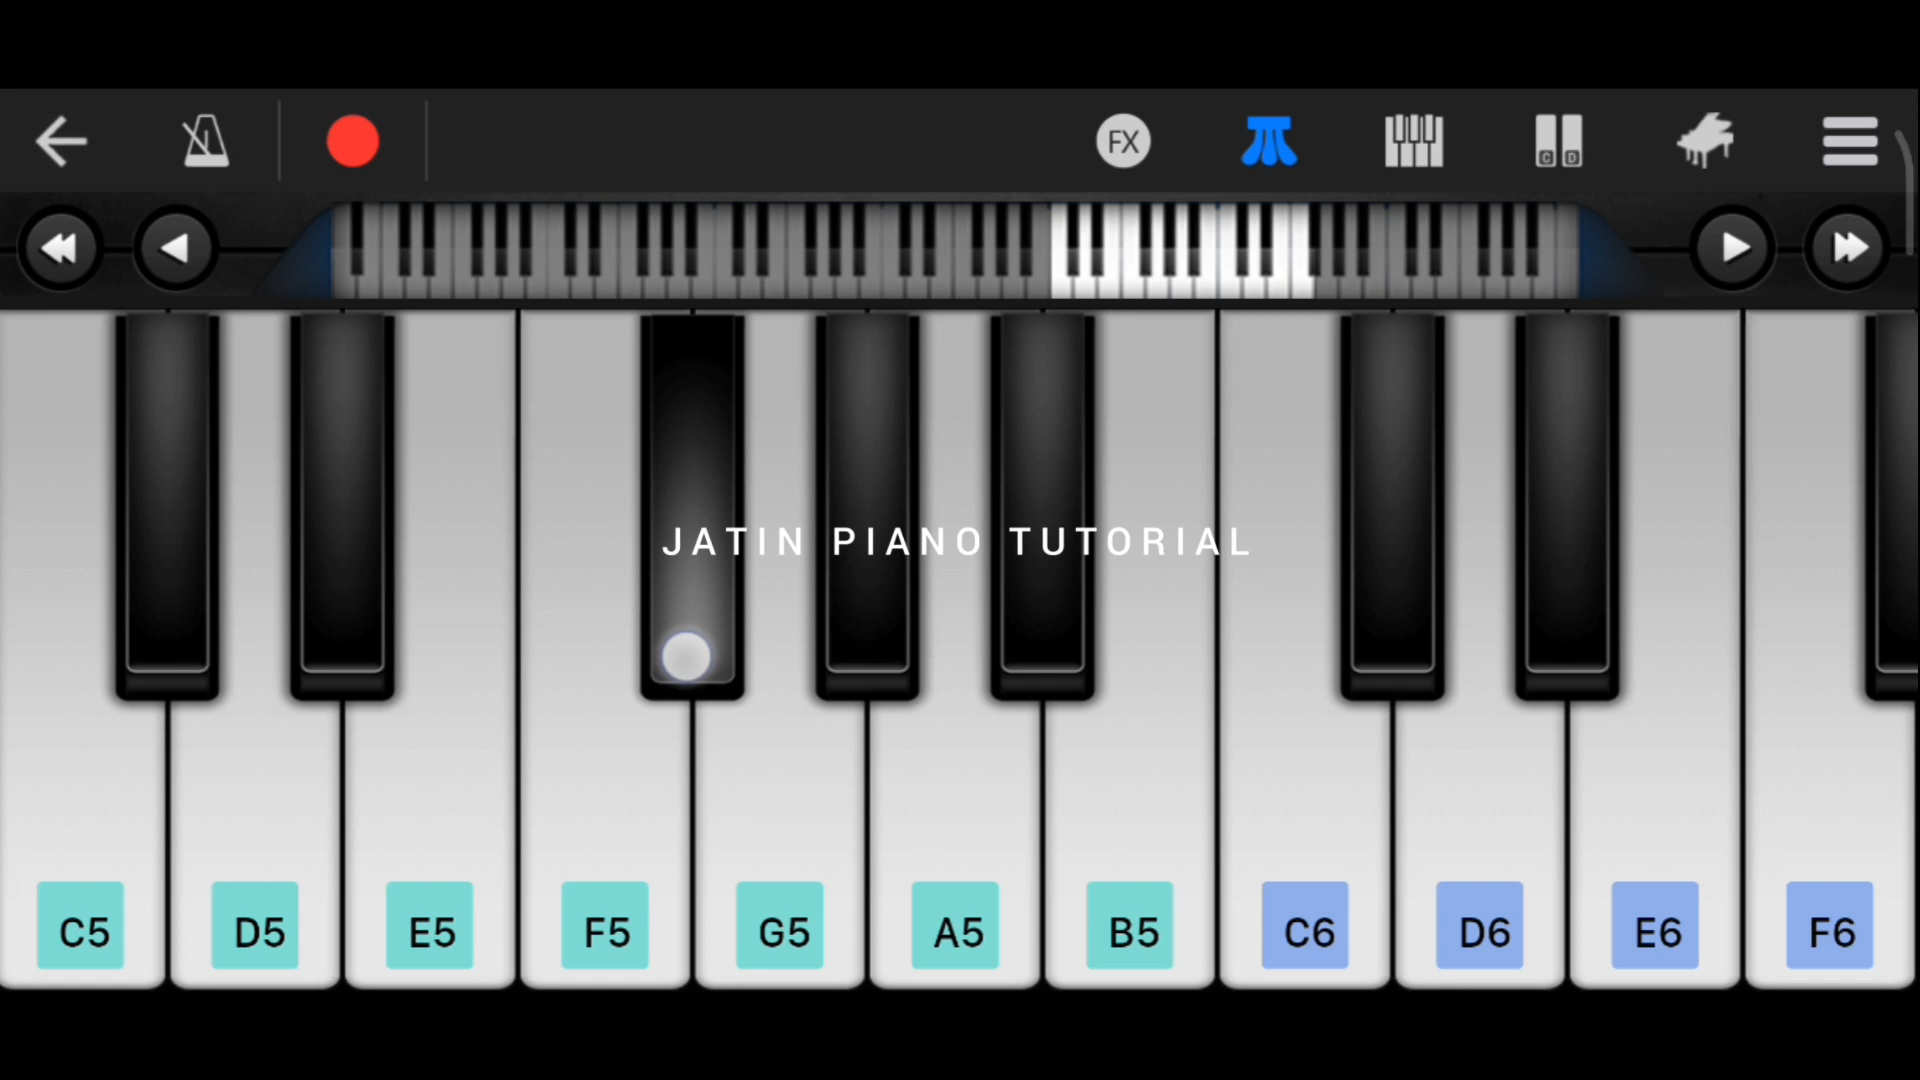 FX
C D
JATIN PIANO TUTORIAL
C5 D5 E5 F5 G5 A5 B5 C6 D6 E6 F6